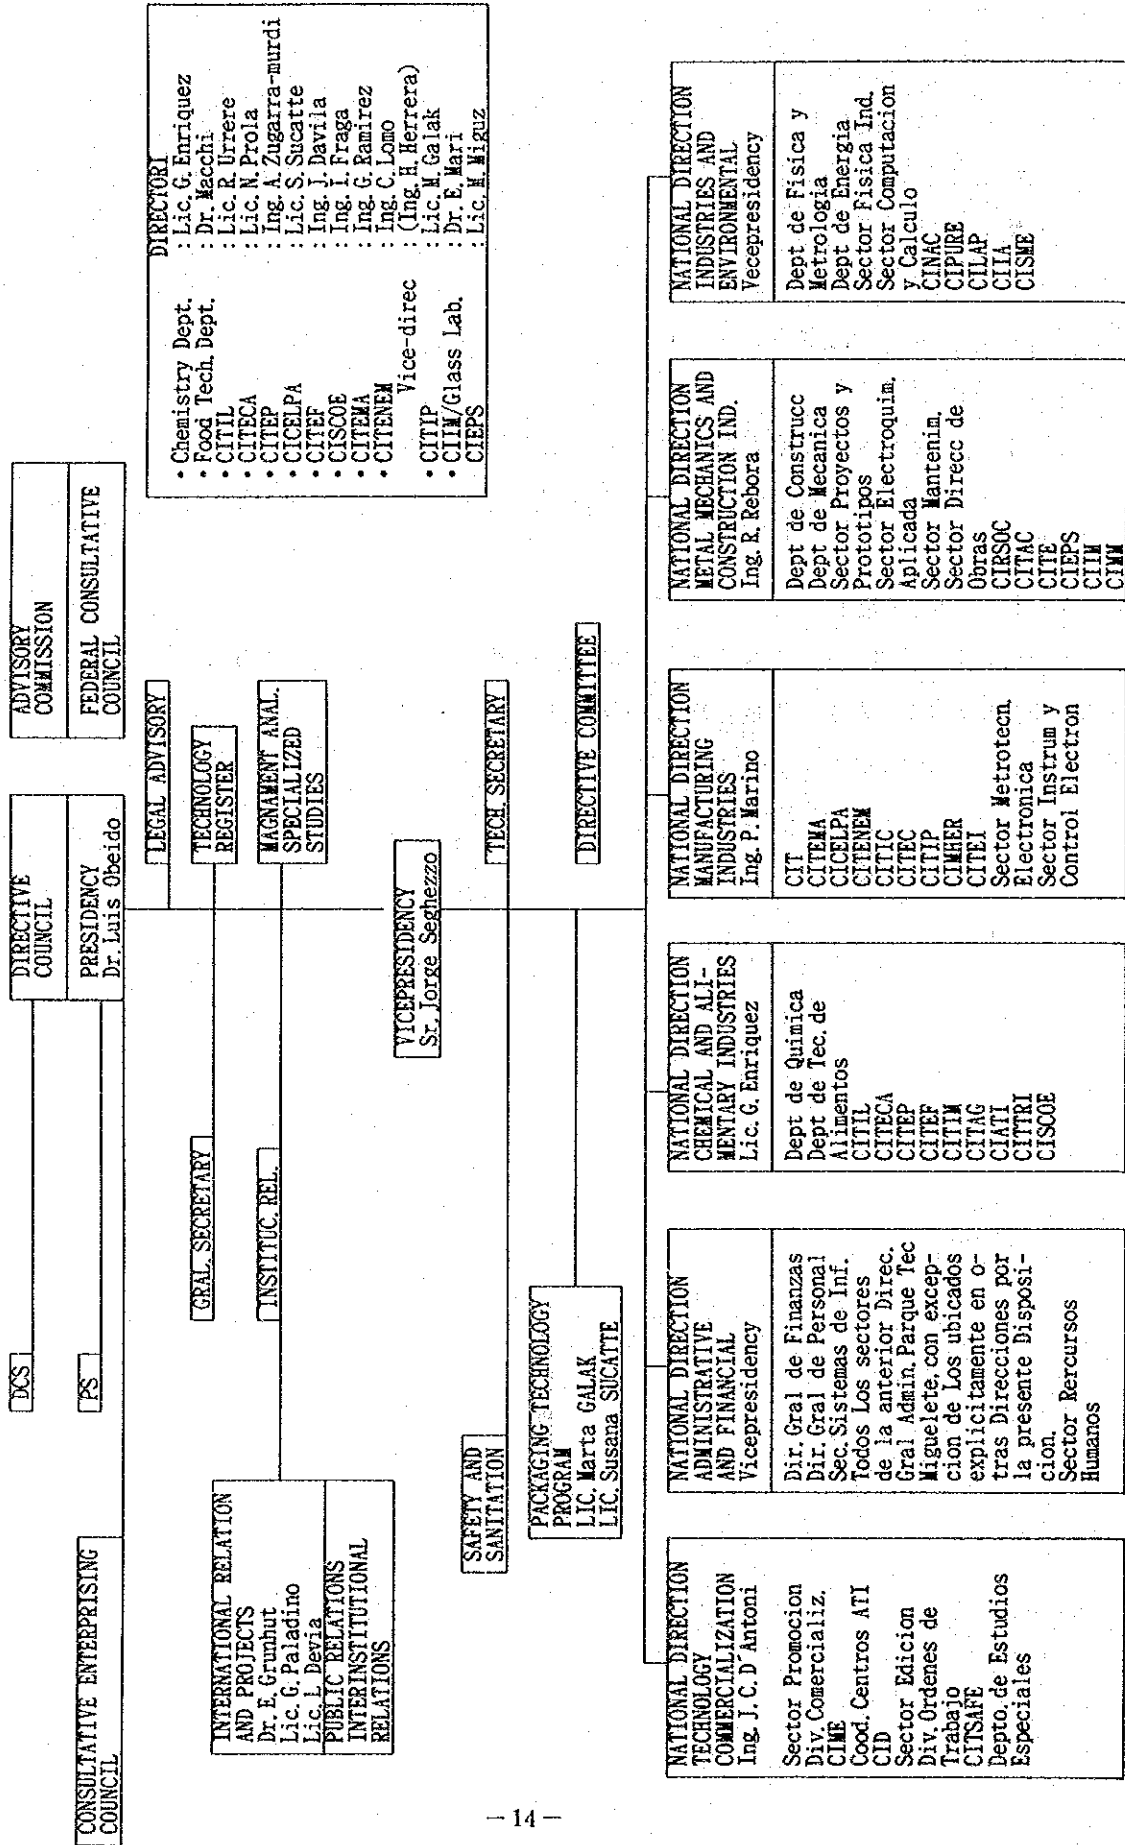 CONSULTATIVE ENTERPRISING
COUNCIL
DCS
PS
DIRECTIVE
COUNCIL
PRESIDENCY
Dr. Luis Obeido
ADVISORY
COMMISSION
FEDERAL CONSULTATIVE
COUNCIL
LEGAL ADVISORY
GRAL. SECRETARY
TECHNOLOGY
REGISTER
INSTITUC. REL.
MAGNAMENT ANAL.
SPECIALIZED
STUDIES
INTERNATIONAL RELATION
AND PROJECTS
Dr. E. Grunhut
Lic. G. Paladino
Lic. L. Devia
PUBLIC RELATIONS
INTERINSTITUTIONAL
RELATIONS
DIRECTORI
• Chemistry Dept. : Lic. G. Enriquez
• Food Tech. Dept. : Dr. Macchi
• CITIL : Lic. R. Urrere
• CITECA : Lic. N. Prola
• CITEP : Ing. A. Zugarra-murdi
• CICELPA : Lic. S. Sucatte
• CITEF : Ing. J. Davila
• CISCOE : Ing. I. Fraga
• CITEMA : Ing. G. Ramirez
• CITENEM : Ing. C. Lomo
Vice-direc : (Ing. H. Herrera)
• CITIP : Lic. M. Galak
• CIIM/Glass Lab. : Dr. E. Mari
CIEPS : Lic. M. Miguz
VICEPRESIDENCY
Sr. Jorge Seghezzo
SAFETY AND
SANITATION
TECH. SECRETARY
PACKAGING TECHNOLOGY
PROGRAM
LIC. Marta GALAK
LIC. Susana SUCATTE
DIRECTIVE COMMITTEE
NATIONAL DIRECTION
TECHNOLOGY
COMMERCIALIZATION
Ing. J. C. D'Antoni
Sector Promocion
Div. Comercializ.
CIME
Cood. Centros ATI
CID
Sector Edicion
Div. Ordenes de
Trabajo
CITSAFE
Depto. de Estudios
Especiales
NATIONAL DIRECTION
ADMINISTRATIVE
AND FINANCIAL
Vicepresidency
Dir. Gral de Finanzas
Dir. Gral de Personal
Sec. Sistemas de Inf.
Todos Los sectores
de la anterior Direc.
Gral Admin. Parque Tec
Miguelete, con excep-
cion de Los ubicados
explicitamente en o-
tras Direcciones por
la presente Disposi-
cion.
Sector Rercursos
Humanos
NATIONAL DIRECTION
CHEMICAL AND ALI-
MENTARY INDUSTRIES
Lic. G. Enriquez
Dept de Quimica
Dept de Tec. de
Alimentos
CITIL
CITECA
CITEP
CITEF
CITIM
CITAG
CIATI
CITTRI
CISCOE
NATIONAL DIRECTION
MANUFACTURING
INDUSTRIES
Ing. P. Marino
CIT
CITEMA
CICELPA
CITENEM
CITIC
CITEC
CITIP
CIMHER
CITEI
Sector Metrotecn.
Electronica
Sector Instrum y
Control Electron
NATIONAL DIRECTION
METAL MECHANICS AND
CONSTRUCTION IND.
Ing. R. Rebora
Dept de Construcc
Dept de Mecanica
Sector Proyectos y
Prototipos
Sector Electroquim.
Aplicada
Sector Mantenim.
Sector Direcc de
Obras
CIRSOC
CITAC
CITE
CIEPS
CIIM
CIMM
NATIONAL DIRECTION
INDUSTRIES AND
ENVIRONMENTAL
Vecepresidency
Dept de Fisica y
Metrologia
Dept de Energia
Sector Fisica Ind.
Sector Computacion
y Calculo
CINAC
CIPURE
CILAP
CIIA
CISME
— 14 —